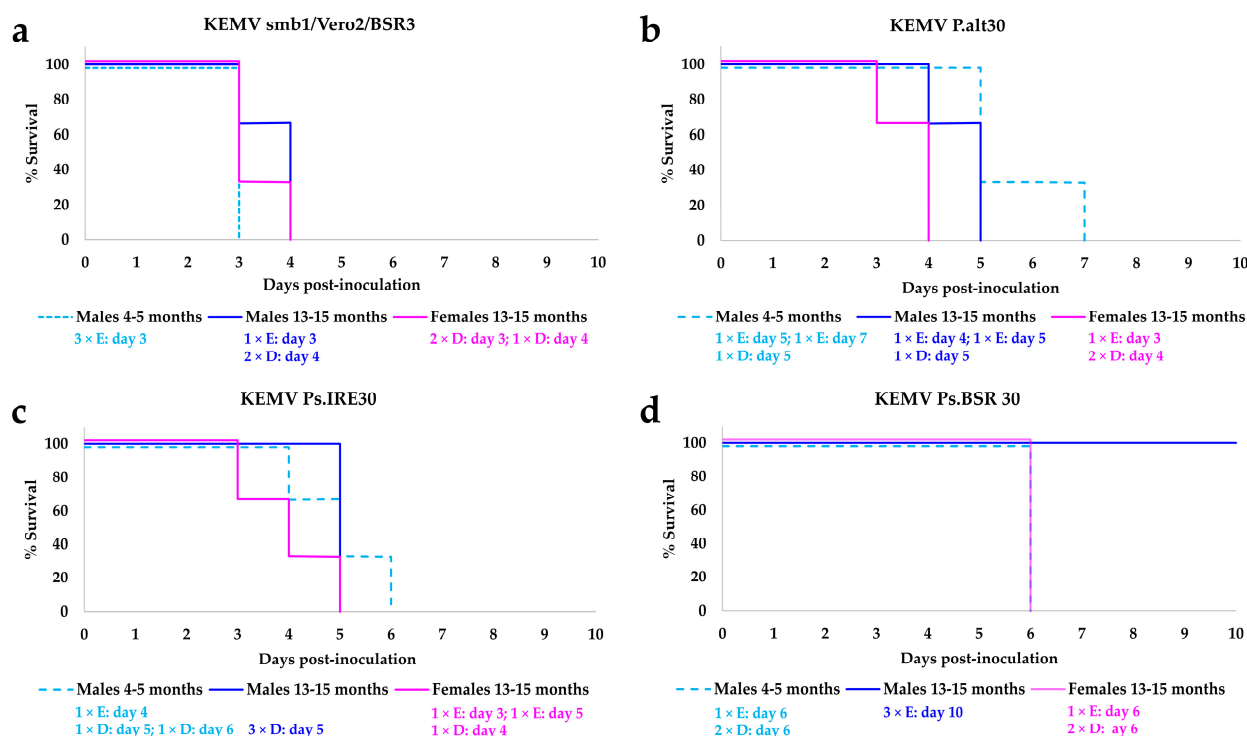 a
KEMV smb1/Vero2/BSR3
100
80
60
40
20
0
% Survival
0 1 2 3 4 5 6 7 8 9 10
Days post-inoculation
Males 4-5 months Males 13-15 months Females 13-15 months
3 × E: day 3 1 × E: day 3 2 × D: day 3; 1 × D: day 4
2 × D: day 4
b
KEMV P.alt30
100
80
60
40
20
0
% Survival
0 1 2 3 4 5 6 7 8 9 10
Days post-inoculation
Males 4-5 months Males 13-15 months Females 13-15 months
1 × E: day 5; 1 × E: day 7 1 × E: day 4; 1 × E: day 5 1 × E: day 3
1 × D: day 5 1 × D: day 5 2 × D: day 4
c
KEMV Ps.IRE30
100
80
60
40
20
0
% Survival
0 1 2 3 4 5 6 7 8 9 10
Days post-inoculation
Males 4-5 months Males 13-15 months Females 13-15 months
1 × E: day 4 1 × E: day 3; 1 × E: day 5
1 × D: day 5; 1 × D: day 6 3 × D: day 5 1 × D: day 4
d
KEMV Ps.BSR 30
100
80
60
40
20
0
% Survival
0 1 2 3 4 5 6 7 8 9 10
Days post-inoculation
Males 4-5 months Males 13-15 months Females 13-15 months
1 × E: day 6 3 × E: day 10 1 × E: day 6
2 × D: day 6 2 × D: ay 6